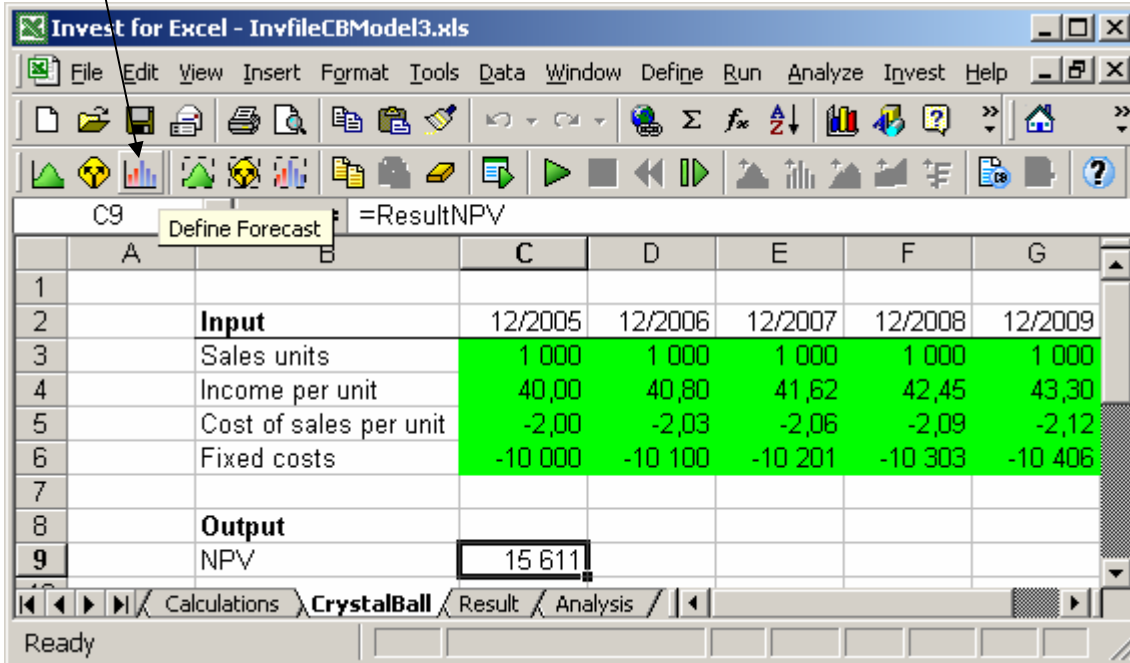 Invest for Excel - InvfileCBModel3.xls
File Edit View Insert Format Tools Data Window Define Run Analyze Invest Help
C9 = =ResultNPV
Define Forecast
A B C D E F G
1
2 Input 12/2005 12/2006 12/2007 12/2008 12/2009
3 Sales units 1 000 1 000 1 000 1 000 1 000
4 Income per unit 40,00 40,80 41,62 42,45 43,30
5 Cost of sales per unit -2,00 -2,03 -2,06 -2,09 -2,12
6 Fixed costs -10 000 -10 100 -10 201 -10 303 -10 406
7
8 Output
9 NPV 15 611
Calculations CrystalBall Result Analysis
Ready